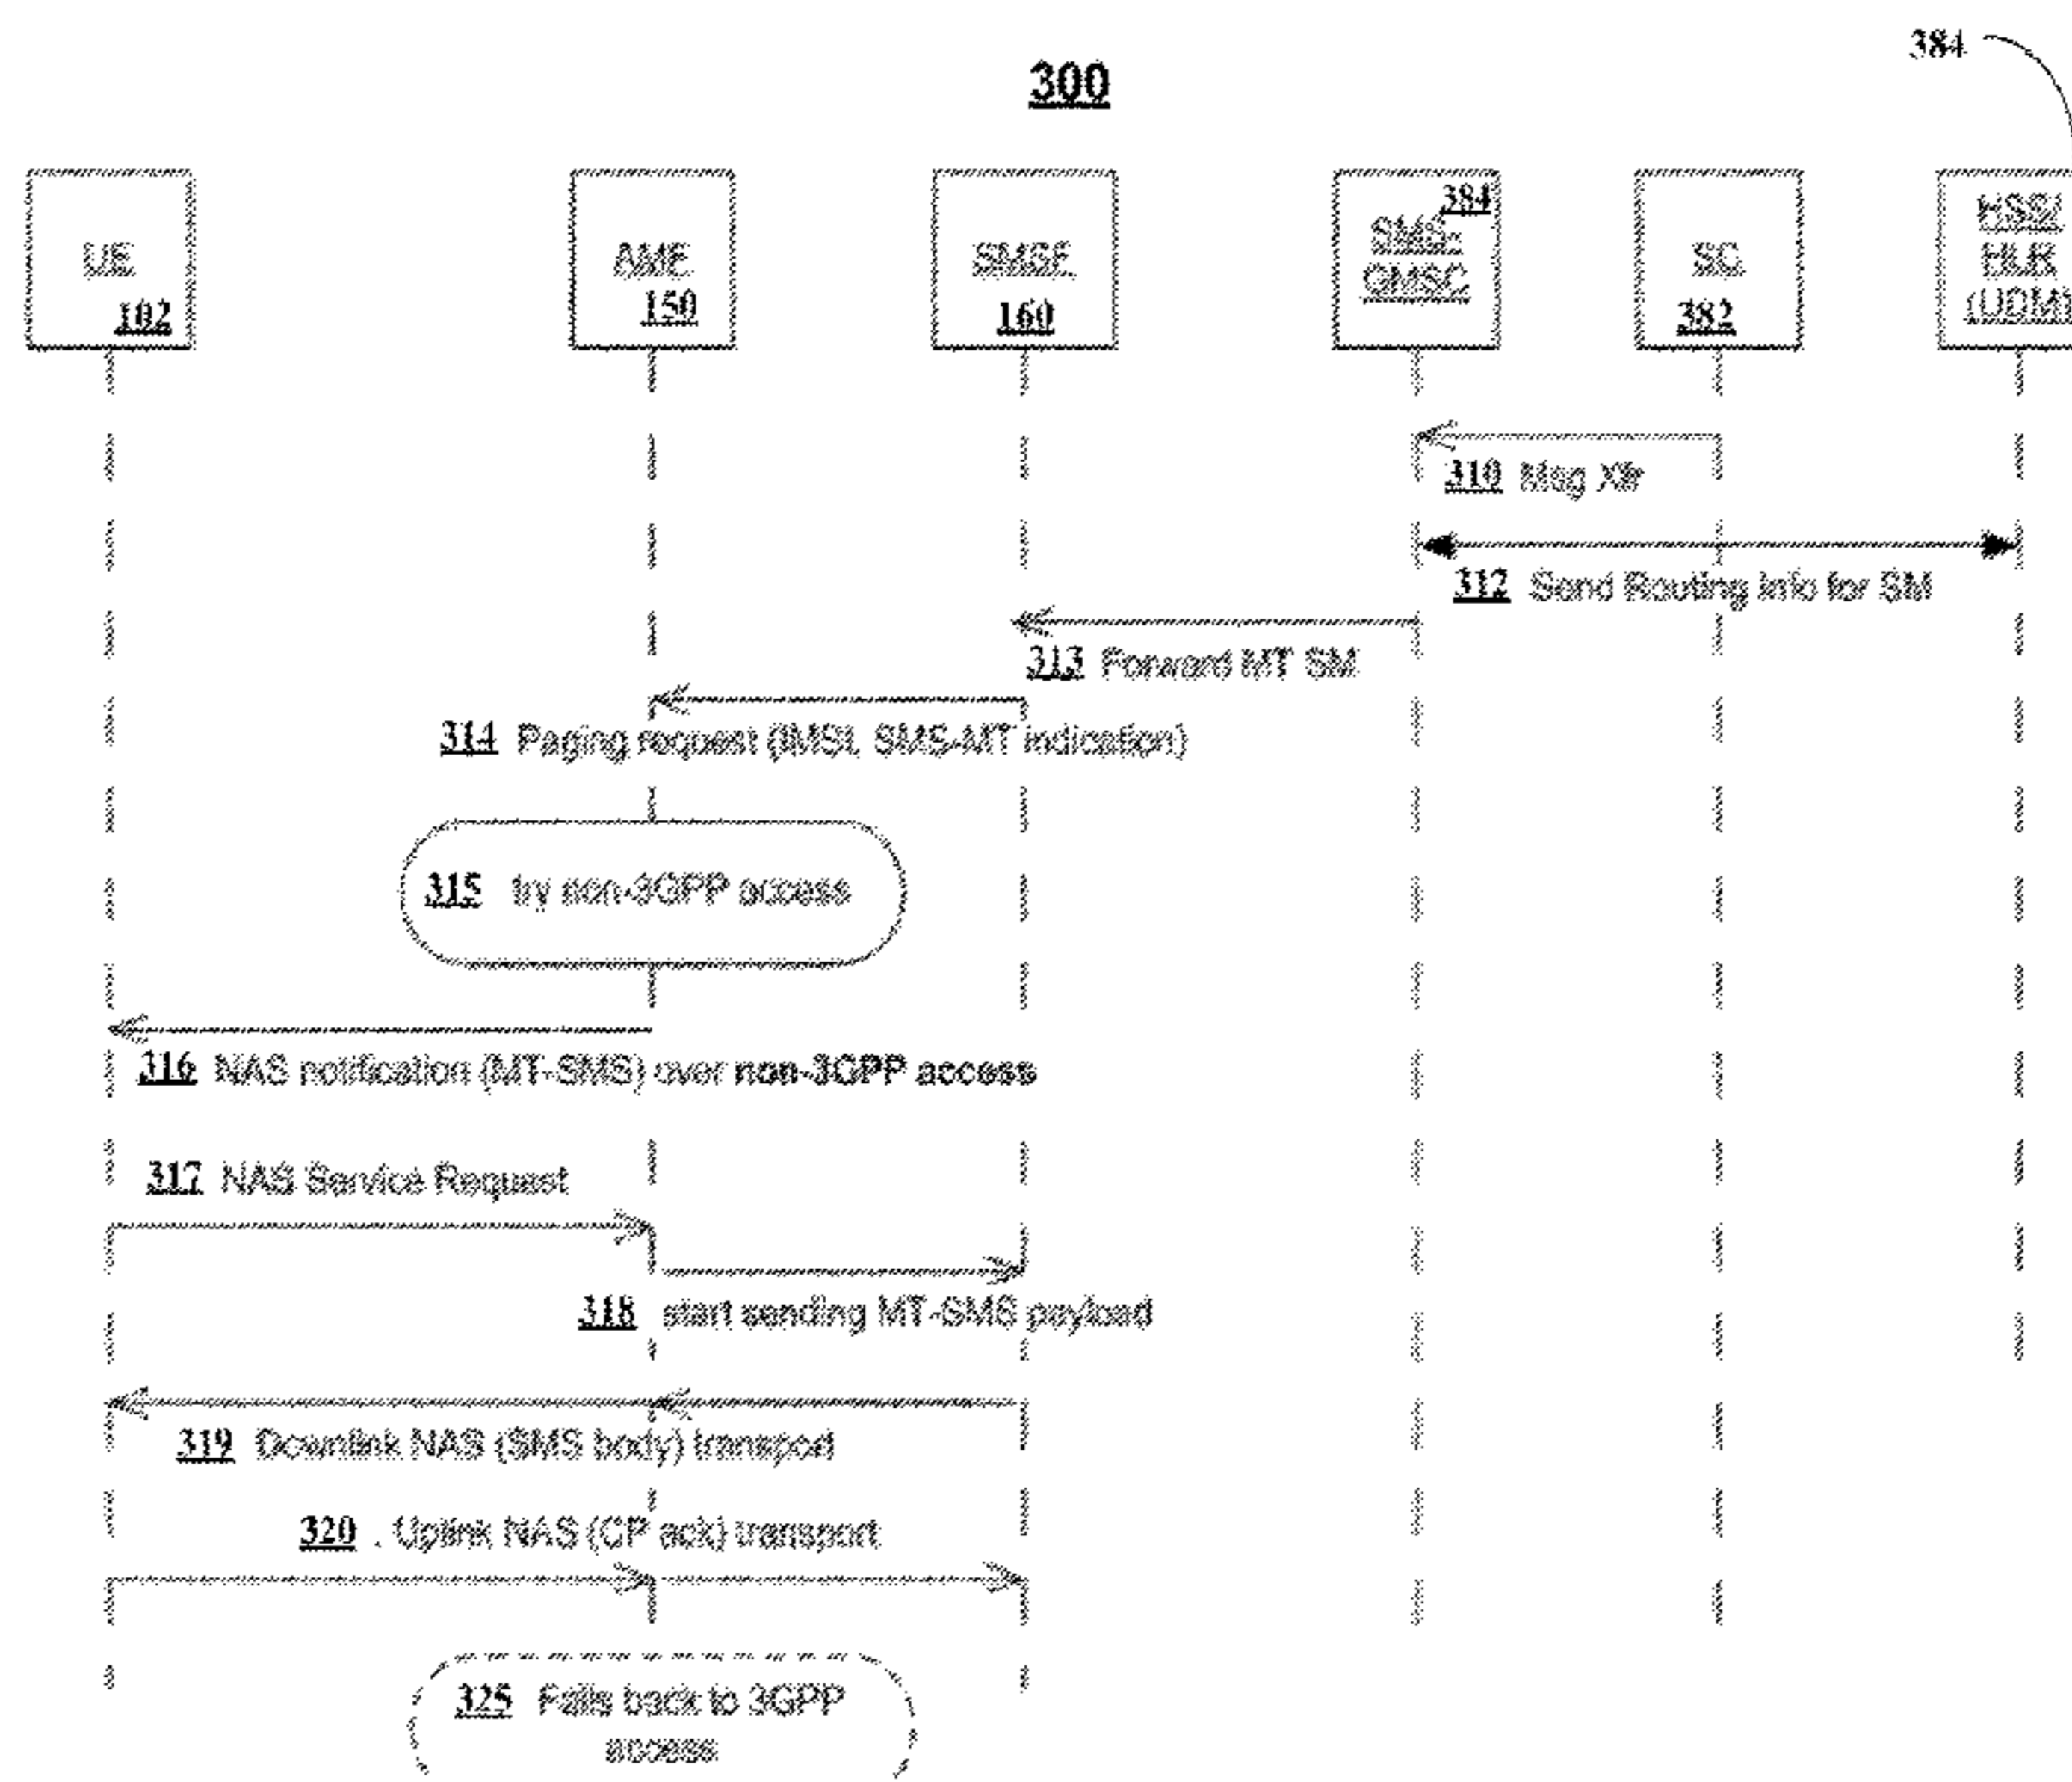 384
300
UE
102
AMF
150
SMSF
160
384
SMS-
GMSC
SC
382
HSS/
HLR
(UDM)
310 Msg Xfr
312 Send Routing Info for SM
313 Forward MT SM
314 Paging request (IMSI, SMS-MT indication)
315 try non-3GPP access
316 NAS notification (MT-SMS) over non-3GPP access
317 NAS Service Request
318 start sending MT-SMS payload
319 Downlink NAS (SMS body) transport
320 . Uplink NAS (CP ack) transport
325 Falls back to 3GPP
access